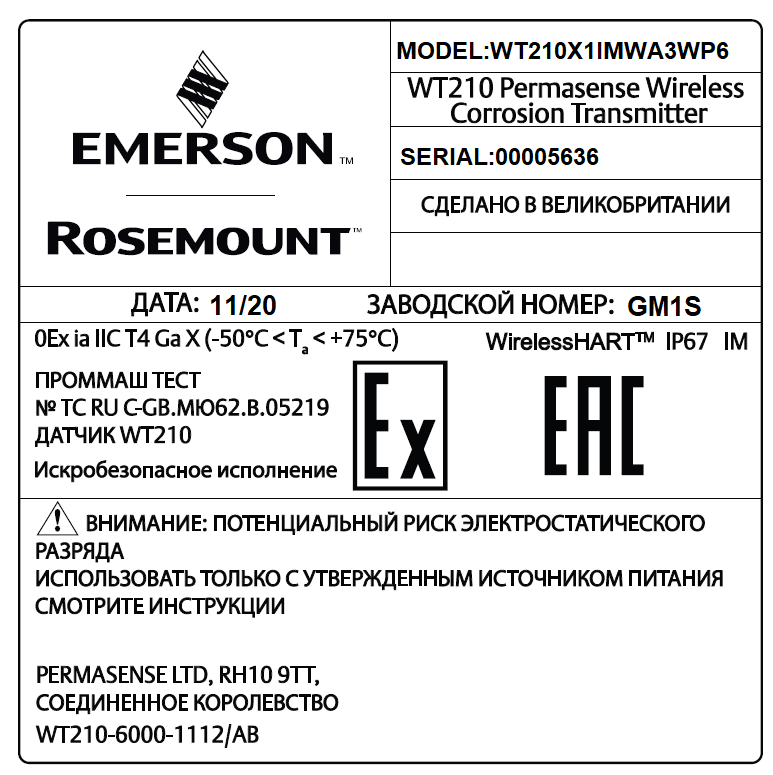 EMERSON™
ROSEMOUNT™
MODEL:WT210X1IMWA3WP6
WT210 Permasense Wireless
Corrosion Transmitter
SERIAL:00005636
СДЕЛАНО В ВЕЛИКОБРИТАНИИ
ДАТА: 11/20 ЗАВОДСКОЙ НОМЕР: GM1S
0Ex ia IIC T4 Ga X (-50°C < Ta < +75°C) WirelessHART™ IP67 IM
ПРОММАШ ТЕСТ
№ TC RU C-GB.МЮ62.В.05219
ДАТЧИК WT210
Искробезопасное исполнение
Ex
EAC
ВНИМАНИЕ: ПОТЕНЦИАЛЬНЫЙ РИСК ЭЛЕКТРОСТАТИЧЕСКОГО
РАЗРЯДА
ИСПОЛЬЗОВАТЬ ТОЛЬКО С УТВЕРЖДЕННЫМ ИСТОЧНИКОМ ПИТАНИЯ
СМОТРИТЕ ИНСТРУКЦИИ
PERMASENSE LTD, RH10 9TT,
СОЕДИНЕННОЕ КОРОЛЕВСТВО
WT210-6000-1112/AB